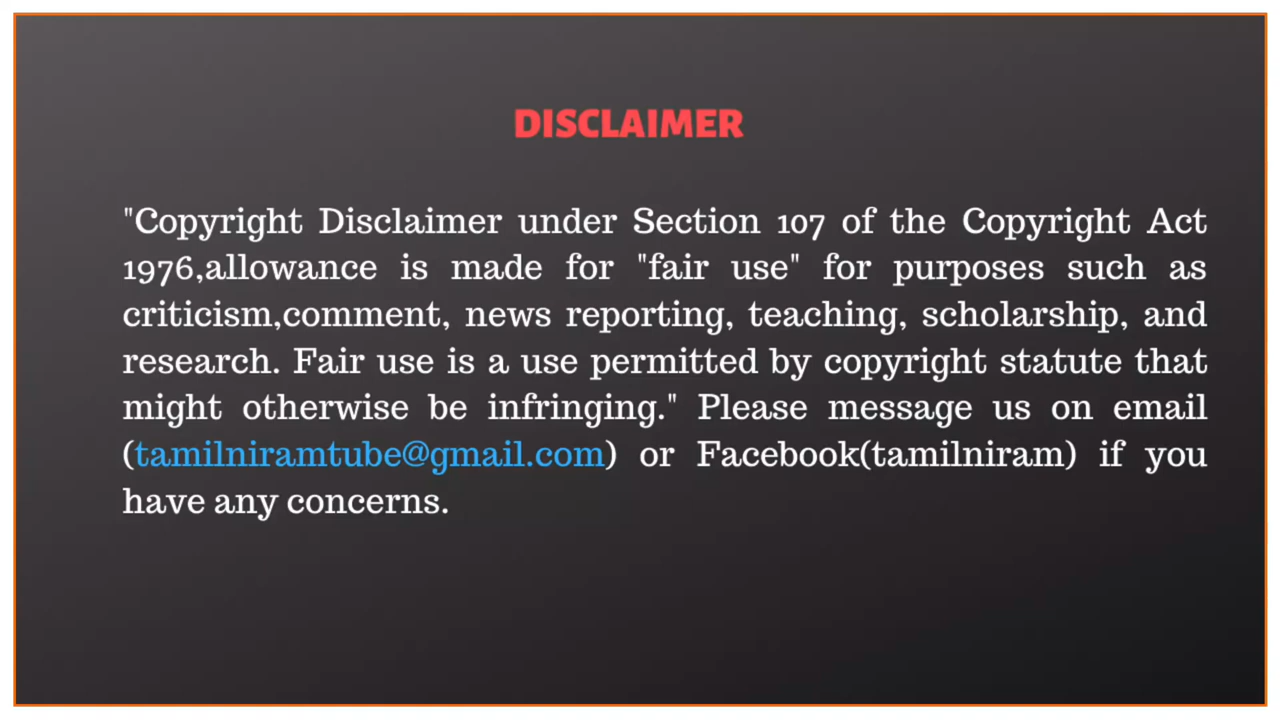 DISCLAIMER
"Copyright Disclaimer under Section 107 of the Copyright Act
1976,allowance is made for "fair use" for purposes such as
criticism,comment, news reporting, teaching, scholarship, and
research. Fair use is a use permitted by copyright statute that
might otherwise be infringing." Please message us on email
(tamilniramtube@gmail.com) or Facebook(tamilniram) if you
have any concerns.